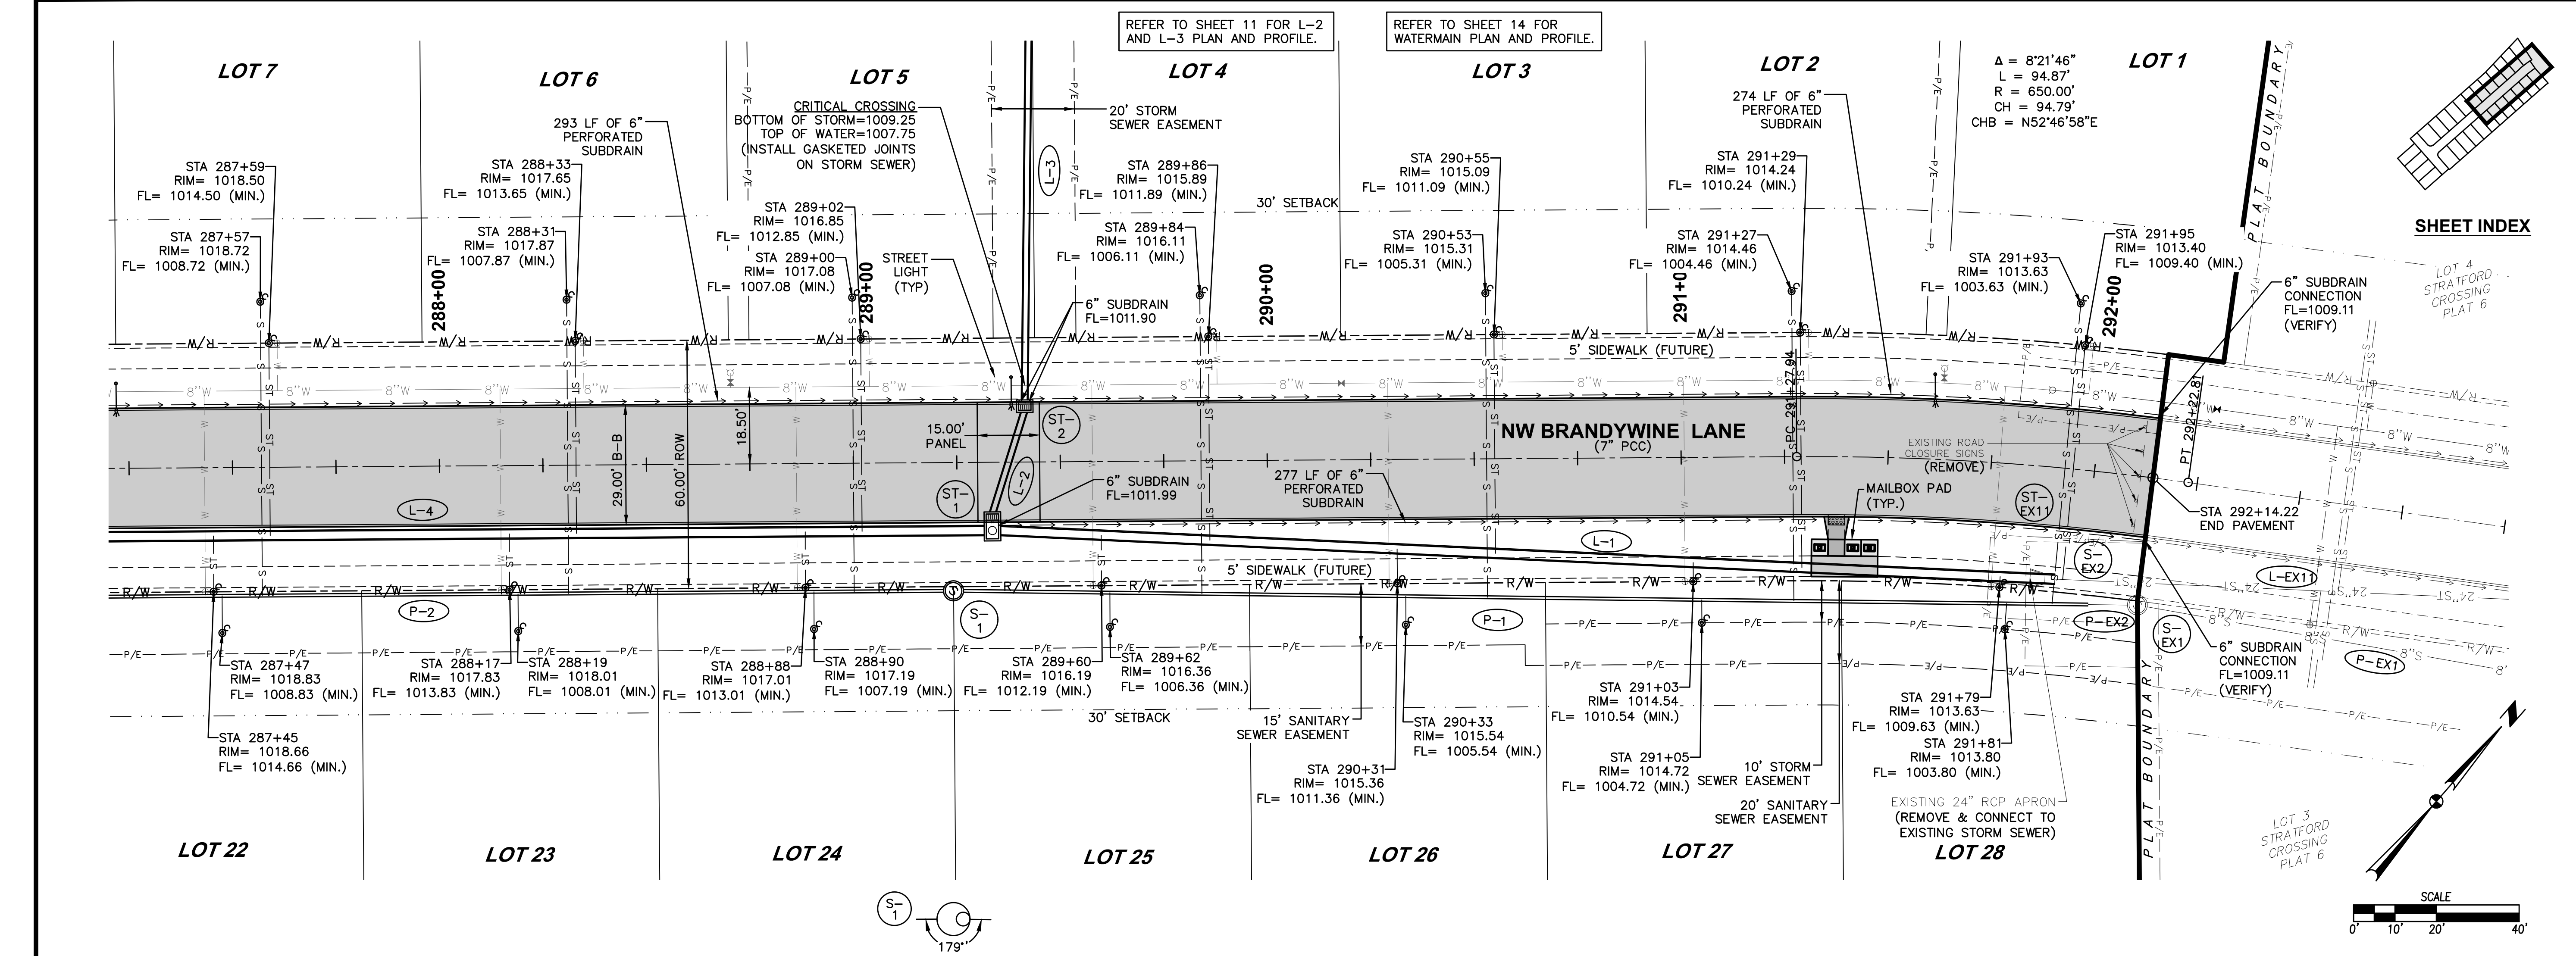 REFER TO SHEET 11 FOR L-2
AND L-3 PLAN AND PROFILE.
REFER TO SHEET 14 FOR
WATERMAIN PLAN AND PROFILE.
LOT 7
LOT 6
LOT 5
LOT 4
LOT 3
LOT 2
LOT 1
Δ = 8°21'46"
L = 94.87'
R = 650.00'
CH = 94.79'
CHB = N52°46'58"E
PLAT BOUNDARY
SHEET INDEX
293 LF OF 6"
PERFORATED
SUBDRAIN
CRITICAL CROSSING
BOTTOM OF STORM=1009.25
TOP OF WATER=1007.75
(INSTALL GASKETED JOINTS
ON STORM SEWER)
20' STORM
SEWER EASEMENT
274 LF OF 6"
PERFORATED
SUBDRAIN
L-3
STA 287+59
RIM= 1018.50
FL= 1014.50 (MIN.)
STA 288+33
RIM= 1017.65
FL= 1013.65 (MIN.)
STA 289+02
RIM= 1016.85
FL= 1012.85 (MIN.)
STA 289+86
RIM= 1015.89
FL= 1011.89 (MIN.)
STA 290+55
RIM= 1015.09
FL= 1011.09 (MIN.)
STA 291+29
RIM= 1014.24
FL= 1010.24 (MIN.)
30' SETBACK
STA 287+57
RIM= 1018.72
FL= 1008.72 (MIN.)
STA 288+31
RIM= 1017.87
FL= 1007.87 (MIN.)
STA 289+00
RIM= 1017.08
FL= 1007.08 (MIN.)
STREET
LIGHT
(TYP)
STA 289+84
RIM= 1016.11
FL= 1006.11 (MIN.)
STA 290+53
RIM= 1015.31
FL= 1005.31 (MIN.)
STA 291+27
RIM= 1014.46
FL= 1004.46 (MIN.)
STA 291+93
RIM= 1013.63
FL= 1003.63 (MIN.)
STA 291+95
RIM= 1013.40
FL= 1009.40 (MIN.)
288+00
289+00
290+00
291+0
292+00
6" SUBDRAIN
FL=1011.90
6" SUBDRAIN
CONNECTION
FL=1009.11
(VERIFY)
LOT 4
STRATFORD
CROSSING
PLAT 6
5' SIDEWALK (FUTURE)
18.50'
29.00' B-B
60.00' ROW
15.00'
PANEL
ST-
2
L-2
ST-
1
L-4
NW BRANDYWINE LANE
(7" PCC)
PC 291+27.94
PT 292+22.8
EXISTING ROAD
CLOSURE SIGNS
(REMOVE)
6" SUBDRAIN
FL=1011.99
277 LF OF 6"
PERFORATED
SUBDRAIN
MAILBOX PAD
(TYP.)
ST-
EX11
STA 292+14.22
END PAVEMENT
L-1
S-
EX2
L-EX11
5' SIDEWALK (FUTURE)
P-2
S-
1
P-1
P-EX2
S-
EX1
P-EX1
6" SUBDRAIN
CONNECTION
FL=1009.11
(VERIFY)
STA 287+47
RIM= 1018.83
FL= 1008.83 (MIN.)
STA 288+17
RIM= 1017.83
FL= 1013.83 (MIN.)
STA 288+19
RIM= 1018.01
FL= 1008.01 (MIN.)
STA 288+88
RIM= 1017.01
FL= 1013.01 (MIN.)
STA 288+90
RIM= 1017.19
FL= 1007.19 (MIN.)
STA 289+60
RIM= 1016.19
FL= 1012.19 (MIN.)
STA 289+62
RIM= 1016.36
FL= 1006.36 (MIN.)
30' SETBACK
15' SANITARY
SEWER EASEMENT
STA 290+33
RIM= 1015.54
FL= 1005.54 (MIN.)
STA 291+03
RIM= 1014.54
FL= 1010.54 (MIN.)
STA 291+79
RIM= 1013.63
FL= 1009.63 (MIN.)
STA 287+45
RIM= 1018.66
FL= 1014.66 (MIN.)
STA 290+31
RIM= 1015.36
FL= 1011.36 (MIN.)
STA 291+05
RIM= 1014.72
FL= 1004.72 (MIN.)
10' STORM
SEWER EASEMENT
STA 291+81
RIM= 1013.80
FL= 1003.80 (MIN.)
20' SANITARY
SEWER EASEMENT
EXISTING 24" RCP APRON
(REMOVE & CONNECT TO
EXISTING STORM SEWER)
PLAT BOUNDARY
LOT 3
STRATFORD
CROSSING
PLAT 6
LOT 22
LOT 23
LOT 24
LOT 25
LOT 26
LOT 27
LOT 28
S-
1
179°'
SCALE
0' 10' 20' 40'